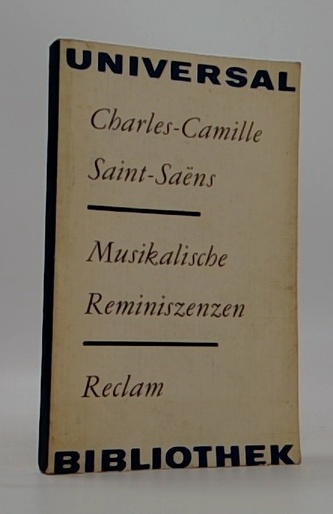 UNIVERSAL
Charles-Camille
Saint-Saëns
Musikalische
Reminiszenzen
Reclam
BIBLIOTHEK